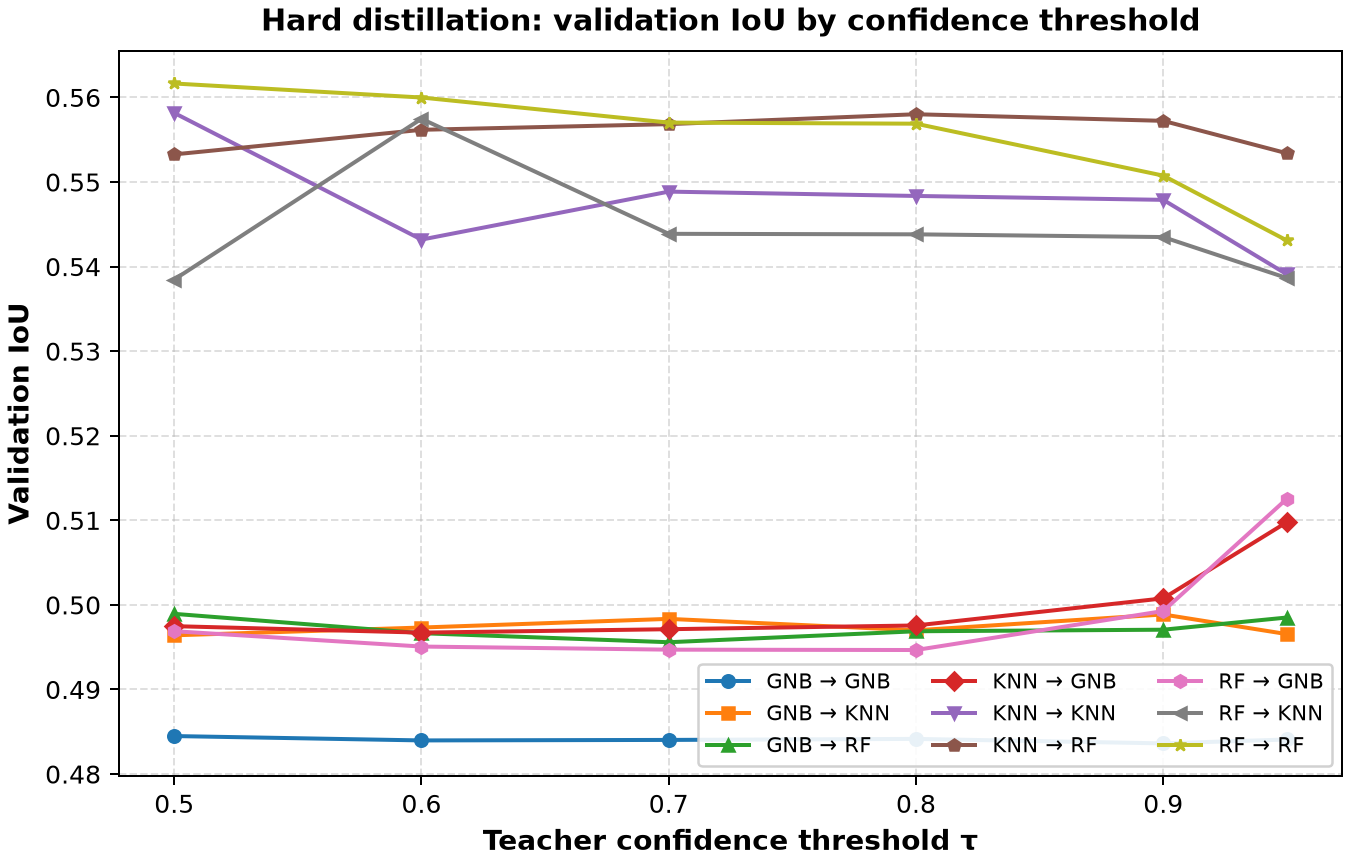 Hard distillation: validation IoU by confidence threshold
Validation IoU
0.56
0.55
0.54
0.53
0.52
0.51
0.50
0.49
0.48
GNB → GNB
GNB → KNN
GNB → RF
KNN → GNB
KNN → KNN
KNN → RF
RF → GNB
RF → KNN
RF → RF
0.5 0.6 0.7 0.8 0.9
Teacher confidence threshold τ